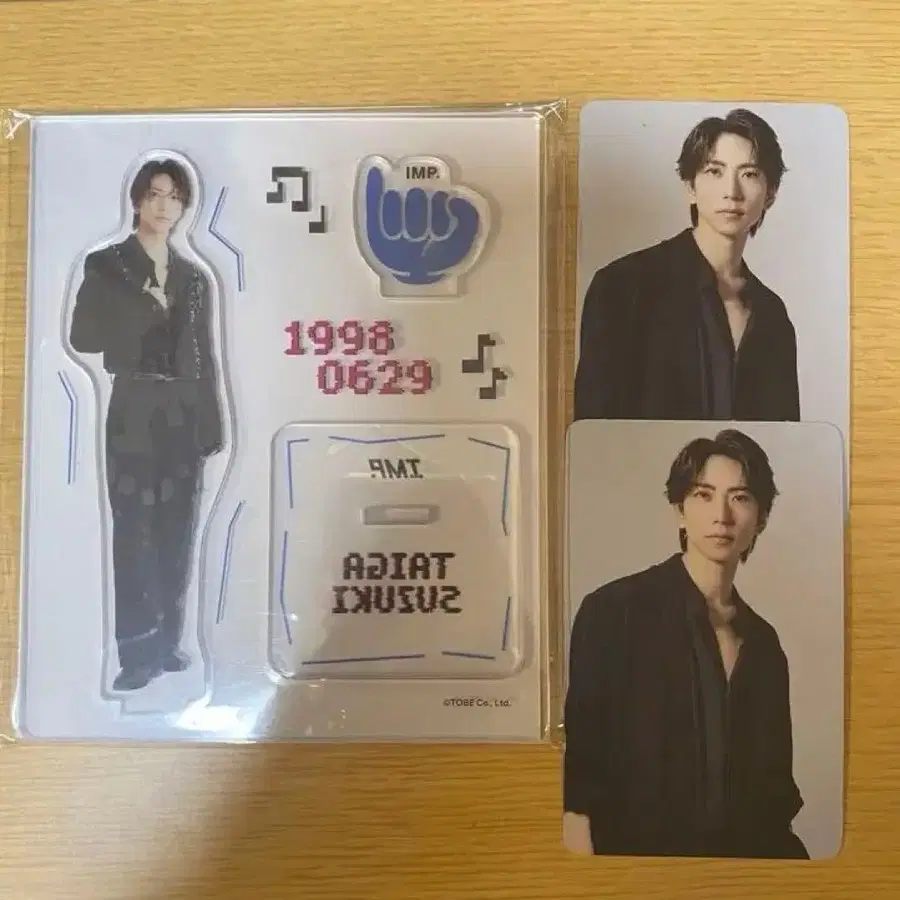 IMP.
1998
0629
IMP.
TAIGA
SUZUKI
©TOBE Co., Ltd.